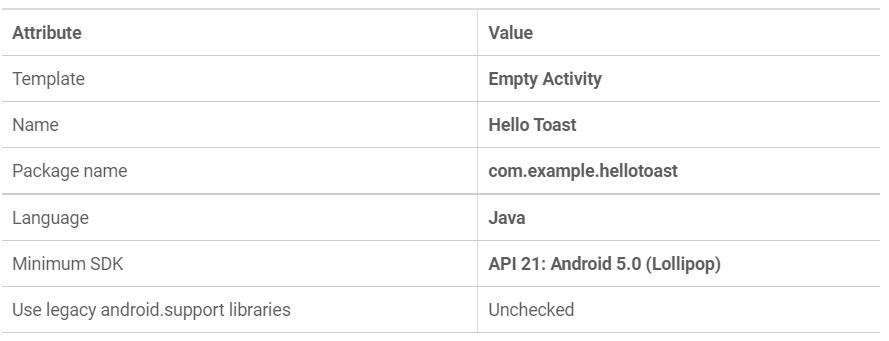 Attribute Value
Template Empty Activity
Name Hello Toast
Package name com.example.hellotoast
Language Java
Minimum SDK API 21: Android 5.0 (Lollipop)
Use legacy android.support libraries Unchecked